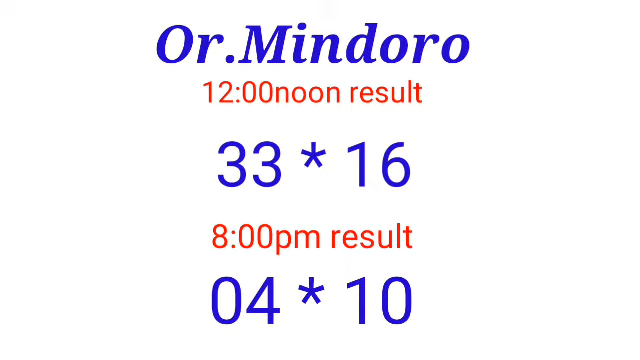 Or.Mindoro
12:00noon result
33 * 16
8:00pm result
04 * 10